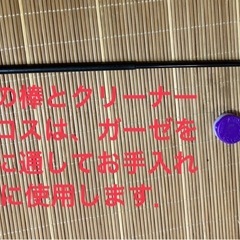 の棒とクリーナー
コスは、ガーゼを
に通してお手入れ
に使用します.